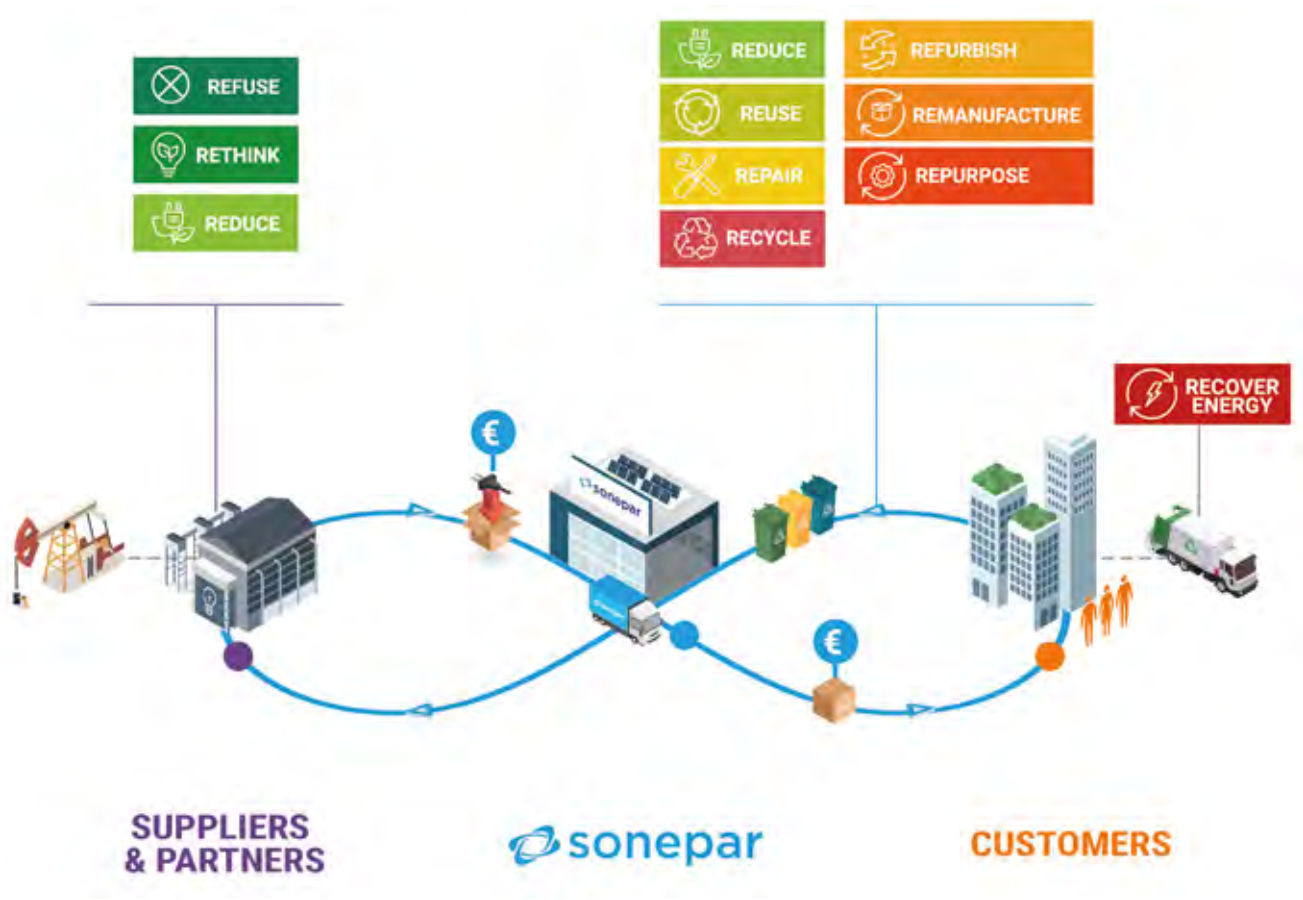 REFUSE
RETHINK
REDUCE
REDUCE
REUSE
REPAIR
RECYCLE
REFURBISH
REMANUFACTURE
REPURPOSE
RECOVER
ENERGY
€
sonepar
€
SUPPLIERS
& PARTNERS
sonepar
CUSTOMERS